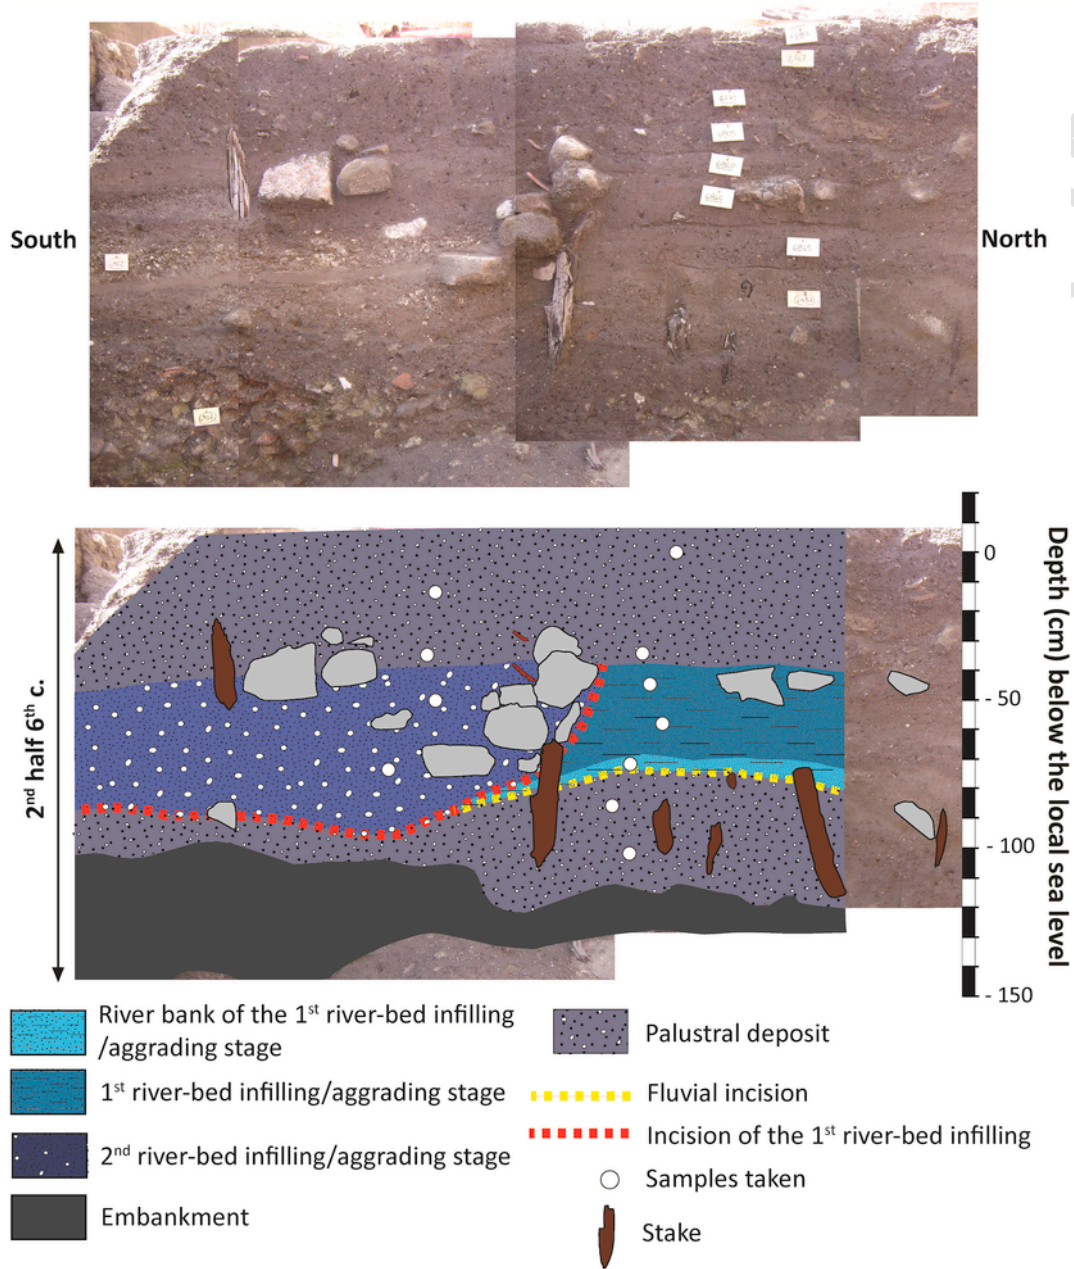 South
North
0
- 50
- 100
- 150
Depth (cm) below the local sea level
2nd half 6th c.
River bank of the 1st river-bed infilling
/aggrading stage
1st river-bed infilling/aggrading stage
2nd river-bed infilling/aggrading stage
Embankment
Palustral deposit
Fluvial incision
Incision of the 1st river-bed infilling
Samples taken
Stake